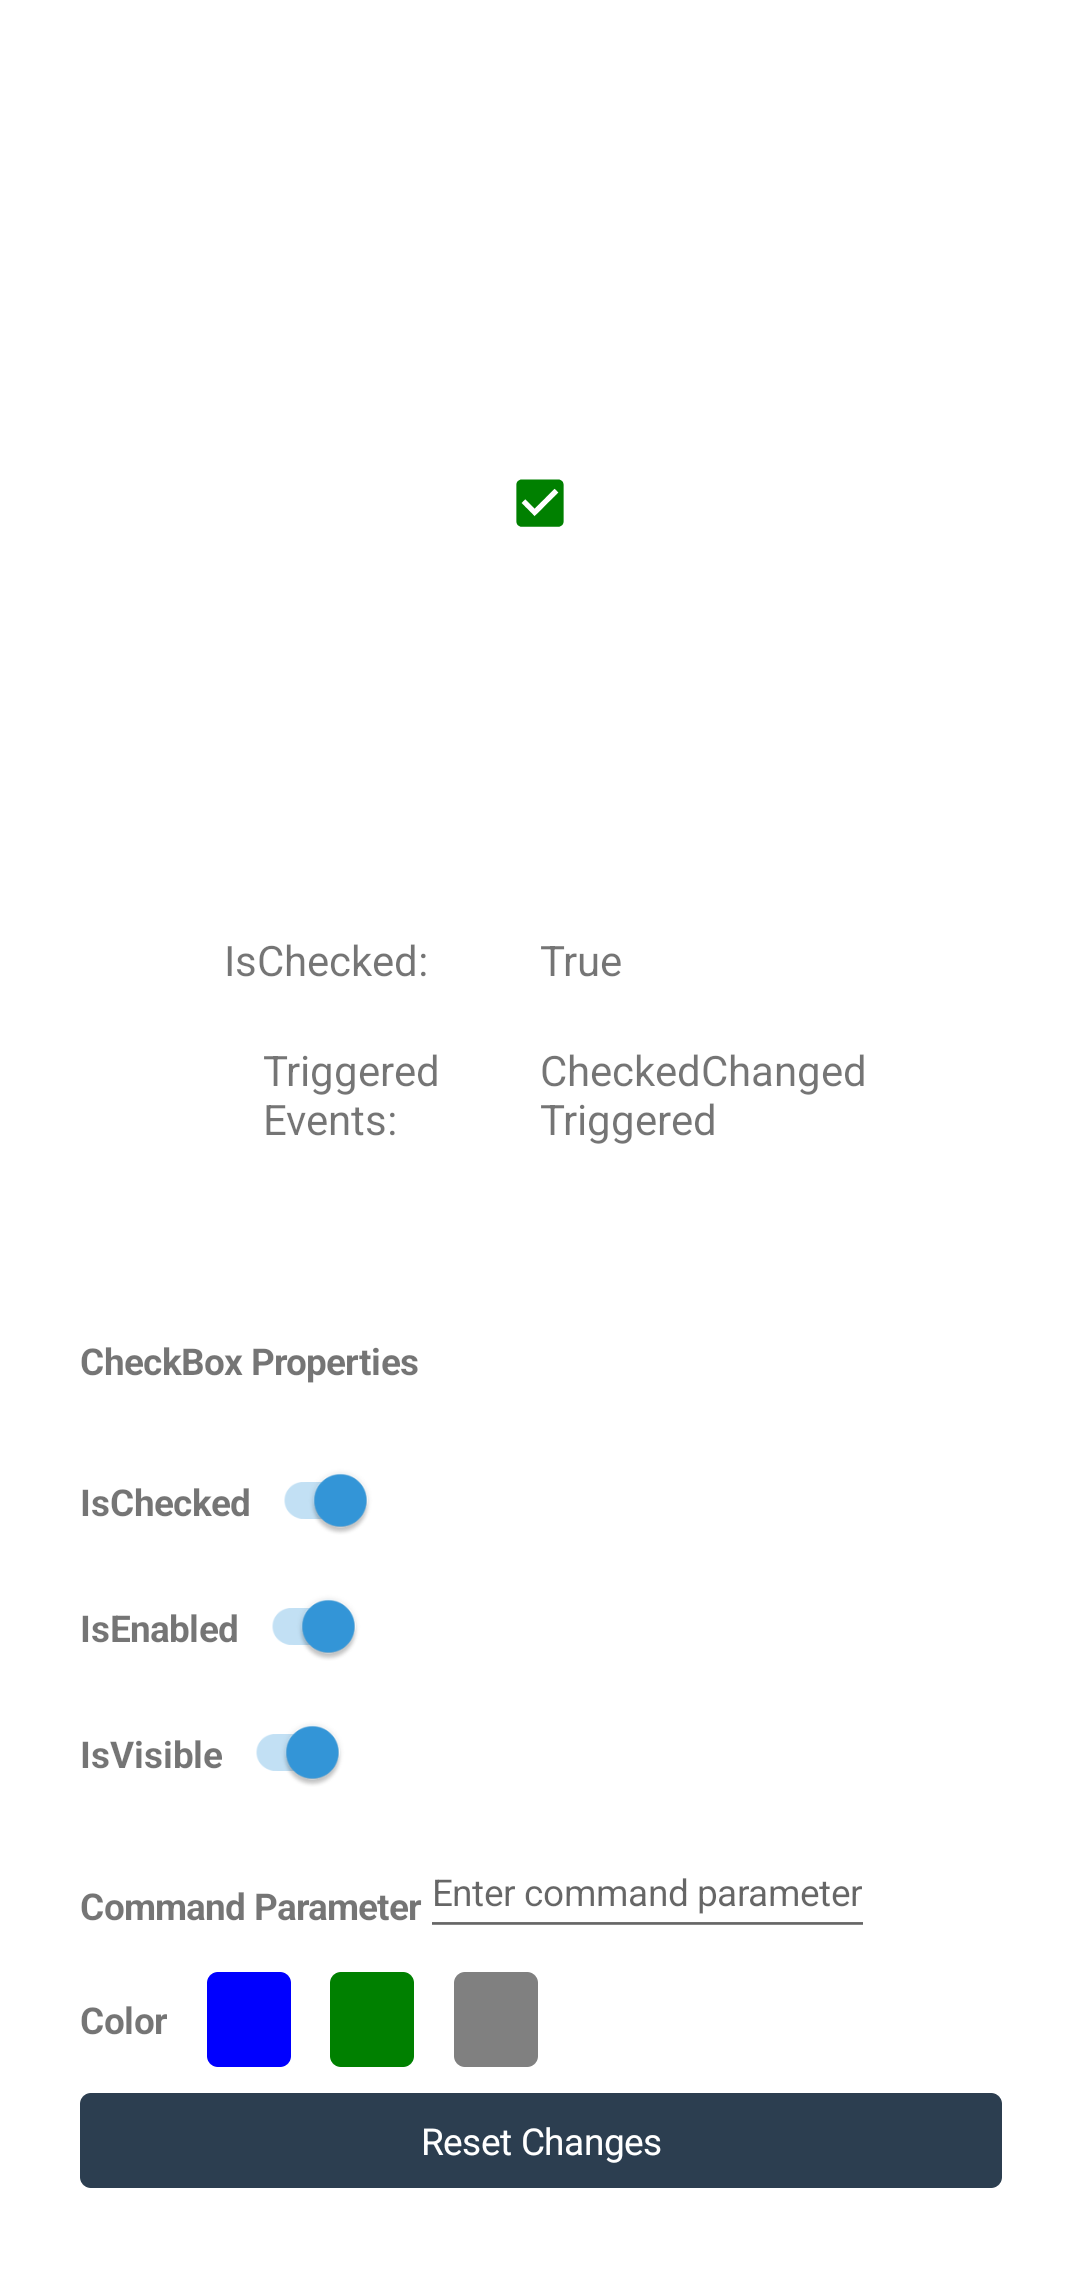 IsChecked: True
Triggered CheckedChanged
Events: Triggered
CheckBox Properties
IsChecked
IsEnabled
IsVisible
Command Parameter Enter command parameter
Color
Reset Changes